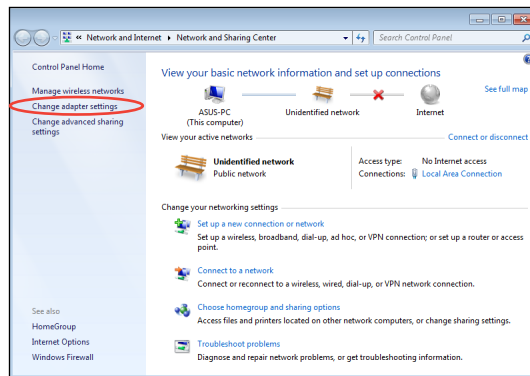 « Network and Internet ▸ Network and Sharing Center
Search Control Panel
Control Panel Home
Manage wireless networks
Change adapter settings
Change advanced sharing
settings
See also
HomeGroup
Internet Options
Windows Firewall
View your basic network information and set up connections
See full map
ASUS-PC
(This computer)
Unidentified network
Internet
View your active networks
Connect or disconnect
Unidentified network
Public network
Access type: No Internet access
Connections: Local Area Connection
Change your networking settings
Set up a new connection or network
Set up a wireless, broadband, dial-up, ad hoc, or VPN connection; or set up a router or access
point.
Connect to a network
Connect or reconnect to a wireless, wired, dial-up, or VPN network connection.
Choose homegroup and sharing options
Access files and printers located on other network computers, or change sharing settings.
Troubleshoot problems
Diagnose and repair network problems, or get troubleshooting information.